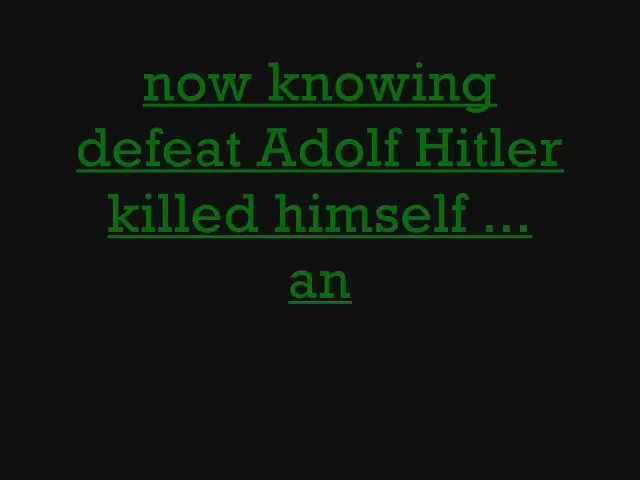 now knowing
defeat Adolf Hitler
killed himself ...
an